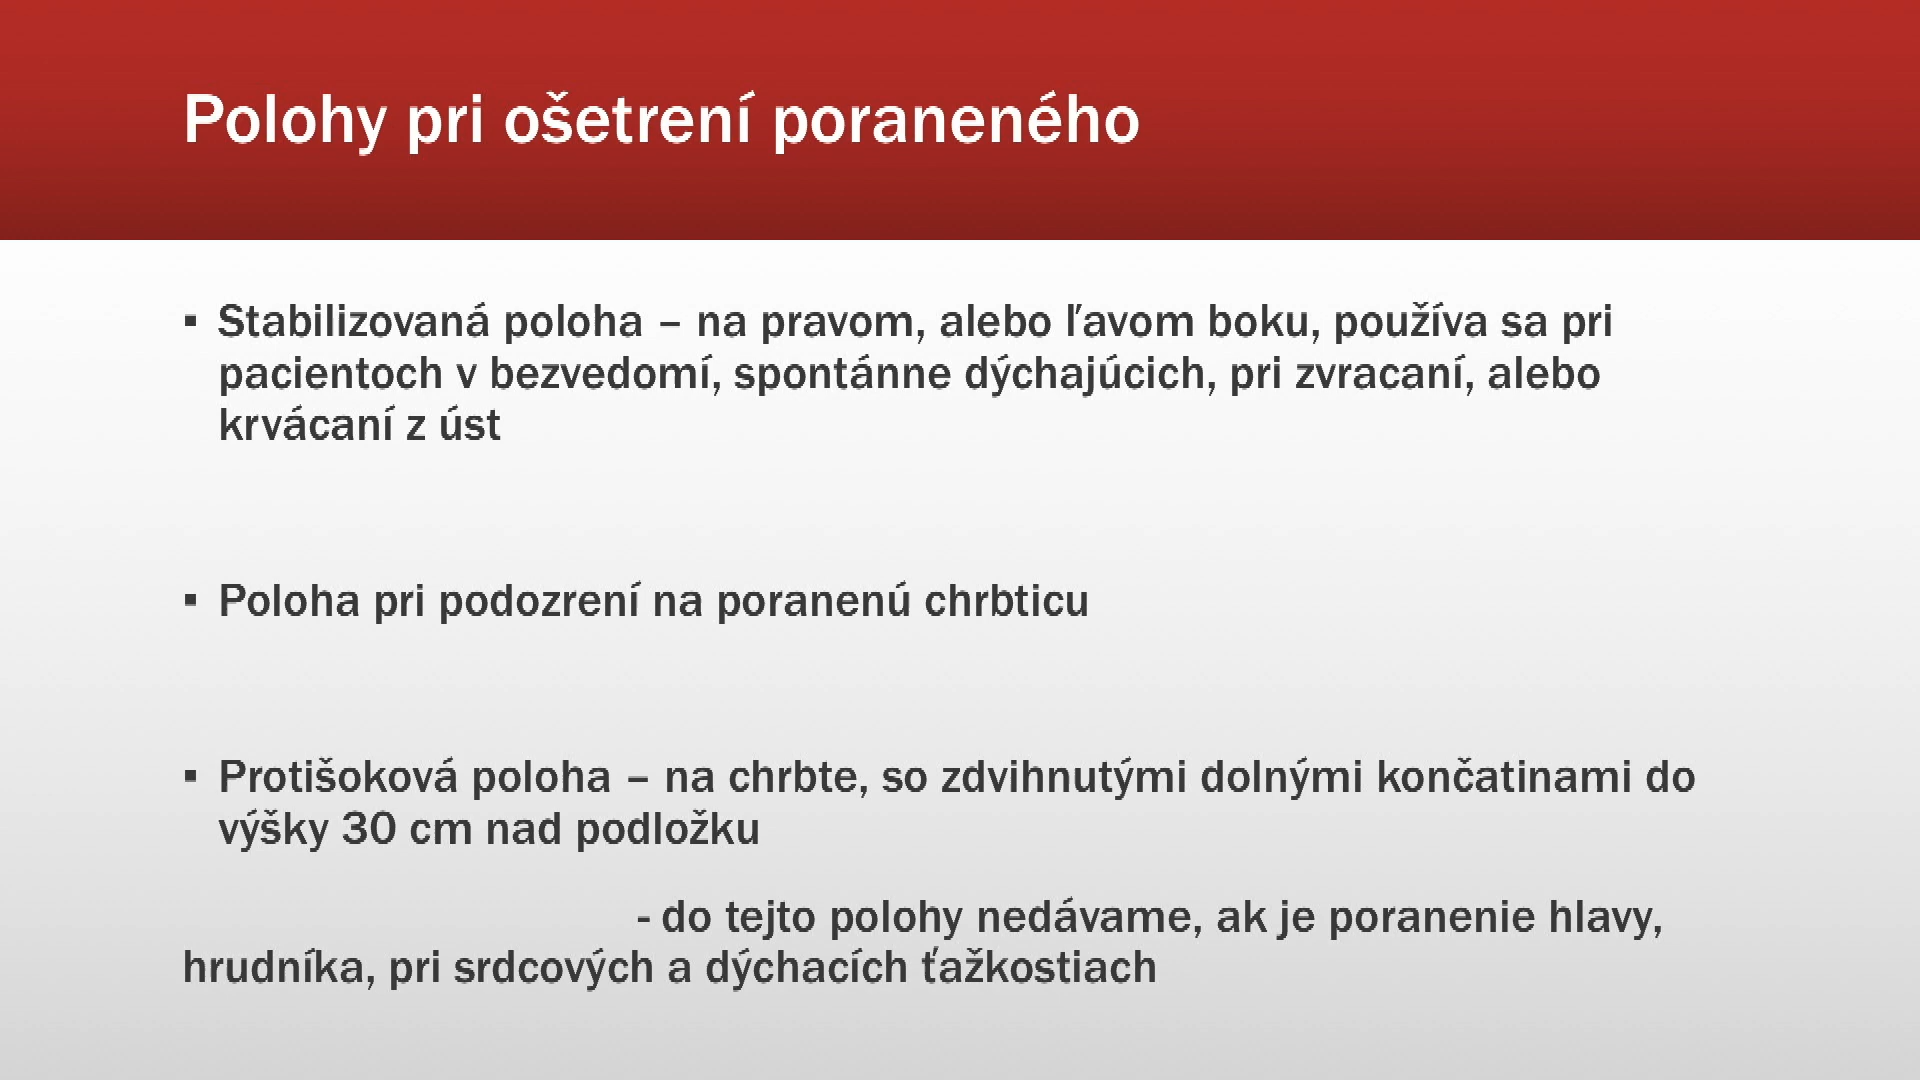 Polohy pri ošetrení poraneného
▪ Stabilizovaná poloha – na pravom, alebo ľavom boku, používa sa pri
pacientoch v bezvedomí, spontánne dýchajúcich, pri zvracaní, alebo
krvácaní z úst
▪ Poloha pri podozrení na poranenú chrbticu
▪ Protišoková poloha – na chrbte, so zdvihnutými dolnými končatinami do
výšky 30 cm nad podložku
- do tejto polohy nedávame, ak je poranenie hlavy,
hrudníka, pri srdcových a dýchacích ťažkostiach